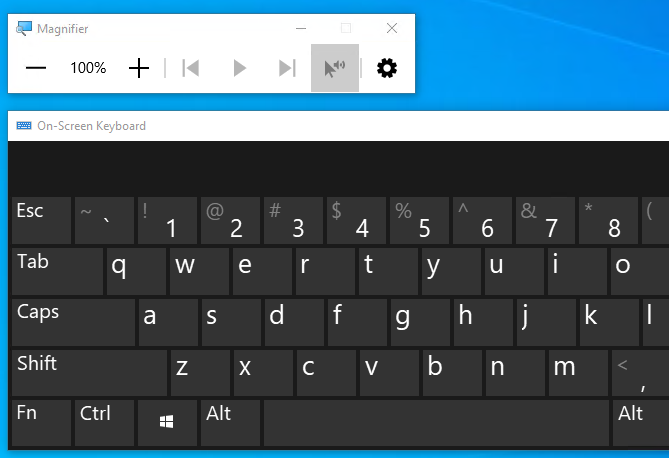 Magnifier
100%
On-Screen Keyboard
Esc ~ ` ! 1 @ 2 # 3 $ 4 % 5 ^ 6 & 7 * 8 (
Tab q w e r t y u i o
Caps a s d f g h j k l
Shift z x c v b n m < ,
Fn Ctrl Alt Alt